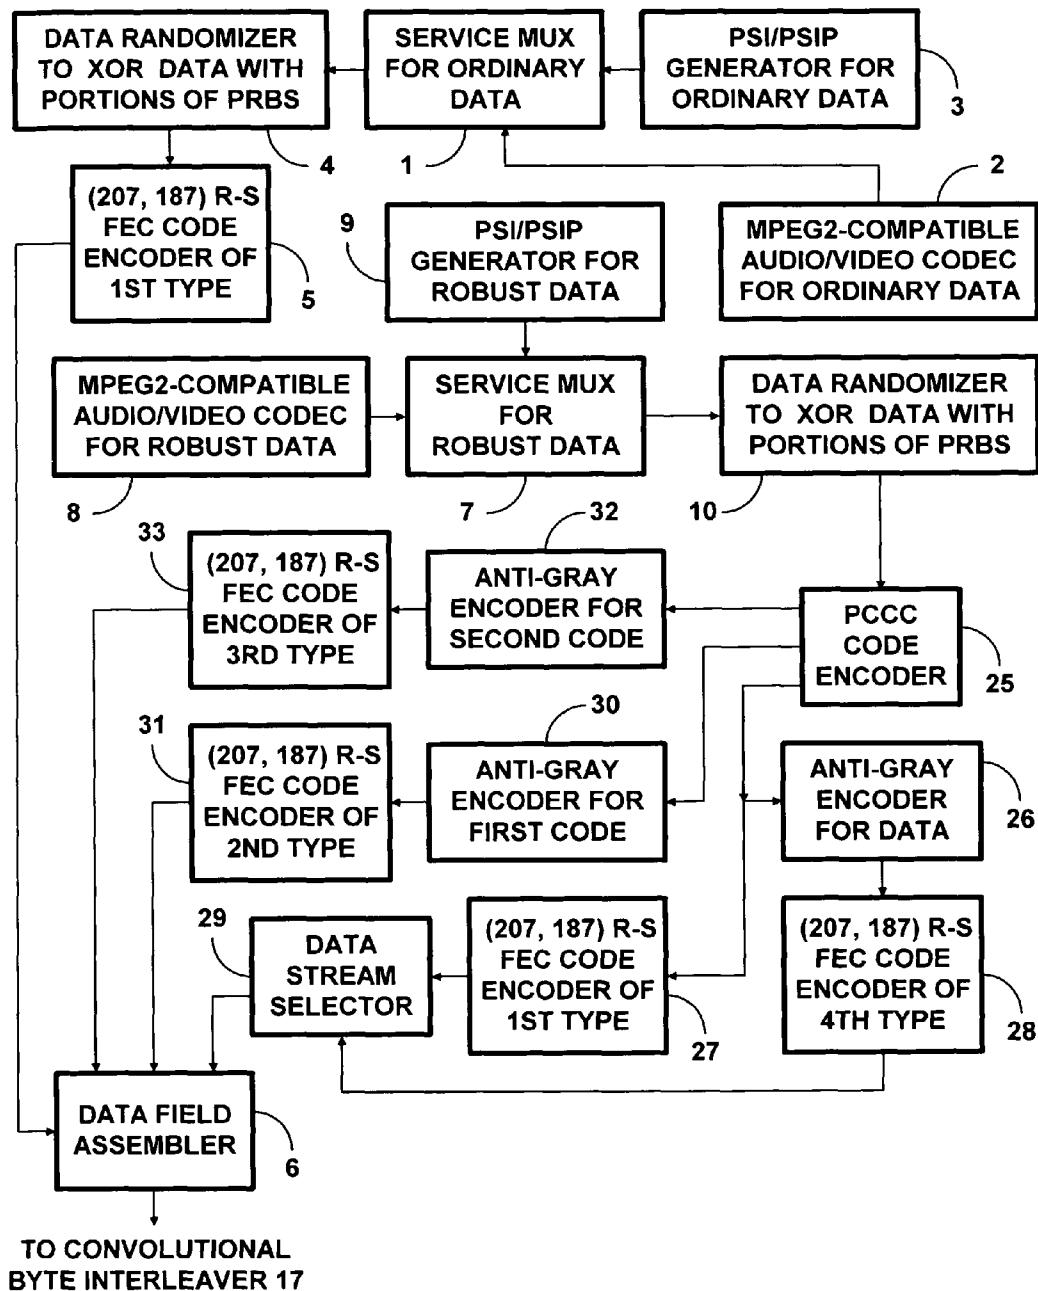 DATA RANDOMIZER
TO XOR DATA WITH
PORTIONS OF PRBS
4
SERVICE MUX
FOR ORDINARY
DATA
1
PSI/PSIP
GENERATOR FOR
ORDINARY DATA
3
(207, 187) R-S
FEC CODE
ENCODER OF
1ST TYPE
5
9
PSI/PSIP
GENERATOR FOR
ROBUST DATA
2
MPEG2-COMPATIBLE
AUDIO/VIDEO CODEC
FOR ORDINARY DATA
MPEG2-COMPATIBLE
AUDIO/VIDEO CODEC
FOR ROBUST DATA
8
SERVICE MUX
FOR
ROBUST DATA
7
DATA RANDOMIZER
TO XOR DATA WITH
PORTIONS OF PRBS
10
33
(207, 187) R-S
FEC CODE
ENCODER OF
3RD TYPE
32
ANTI-GRAY
ENCODER FOR
SECOND CODE
PCCC
CODE
ENCODER
25
31
(207, 187) R-S
FEC CODE
ENCODER OF
2ND TYPE
30
ANTI-GRAY
ENCODER FOR
FIRST CODE
ANTI-GRAY
ENCODER
FOR DATA
26
29
DATA
STREAM
SELECTOR
(207, 187) R-S
FEC CODE
ENCODER OF
1ST TYPE
27
(207, 187) R-S
FEC CODE
ENCODER OF
4TH TYPE
28
DATA FIELD
ASSEMBLER
6
TO CONVOLUTIONAL
BYTE INTERLEAVER 17